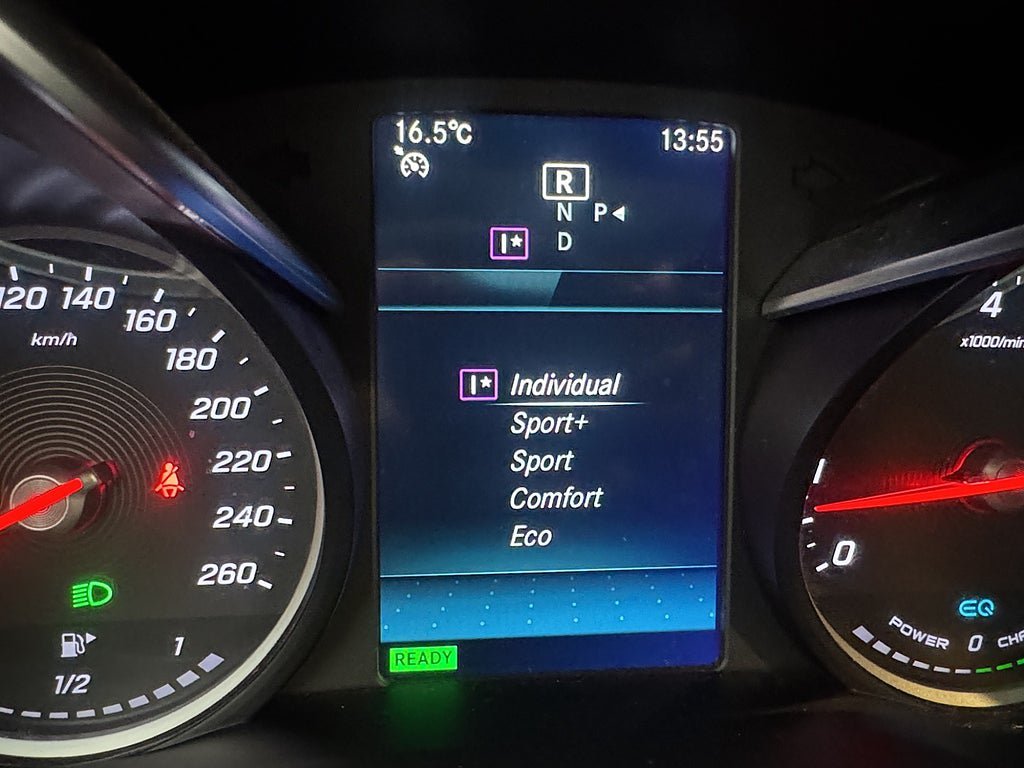 16.5°C 13:55
R
N P◄
I★ D
I★ Individual
Sport+
Sport
Comfort
Eco
READY
120
140
160
180
200
220
240
260
km/h
1/2
1
4
x1000/min
1
0
EQ
POWER 0